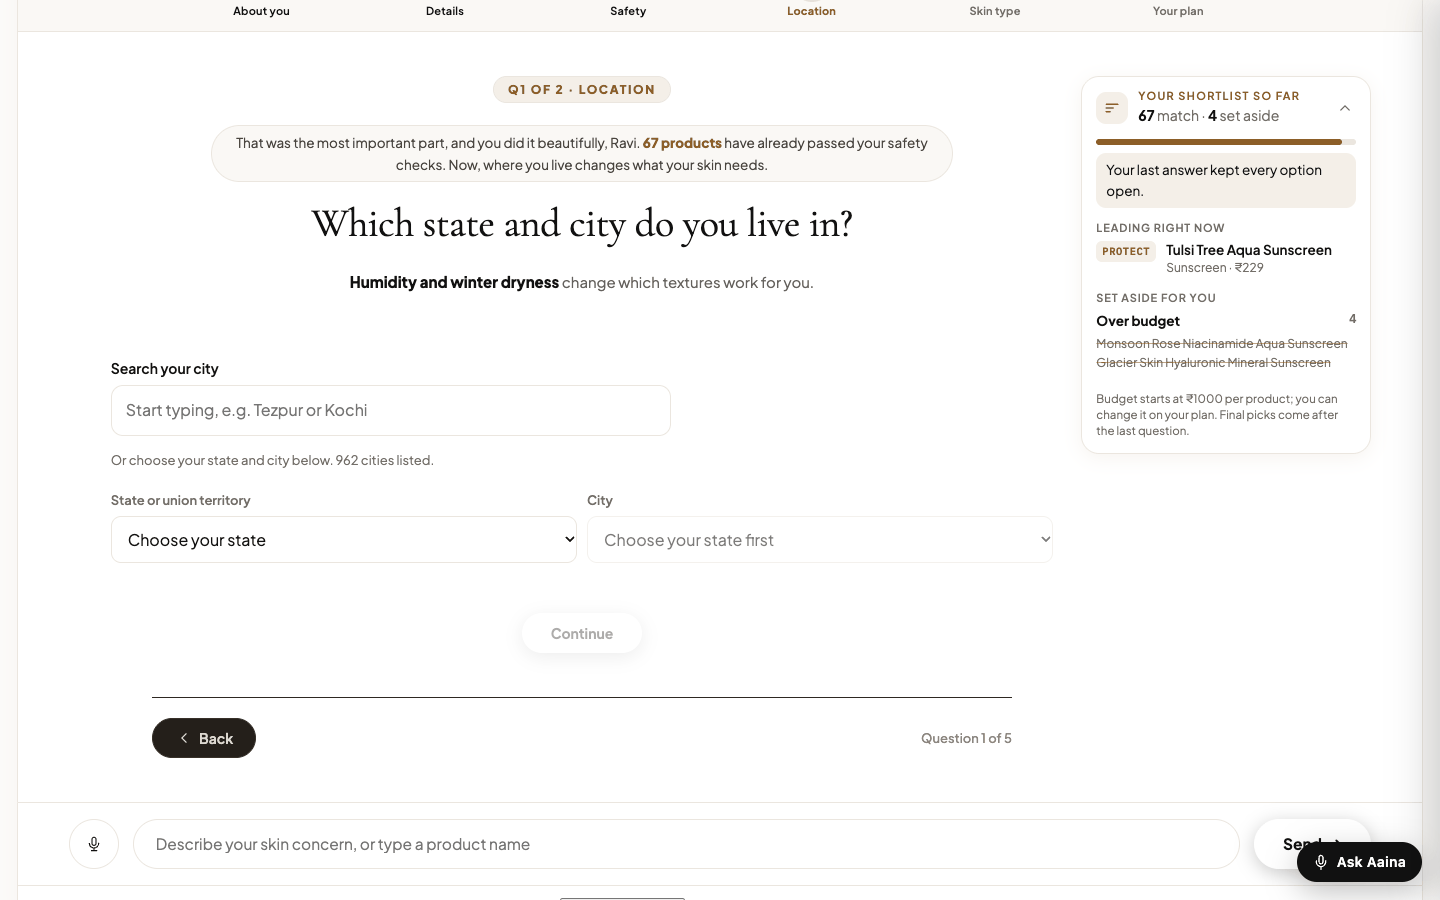 About you
Details
Safety
Location
Skin type
Your plan
Q1 OF 2 · LOCATION
That was the most important part, and you did it beautifully, Ravi. 67 products have already passed your safety
checks. Now, where you live changes what your skin needs.
Which state and city do you live in?
Humidity and winter dryness change which textures work for you.
Search your city
Start typing, e.g. Tezpur or Kochi
Or choose your state and city below. 962 cities listed.
State or union territory
City
Choose your state
Choose your state first
Continue
Back
Question 1 of 5
YOUR SHORTLIST SO FAR
67 match · 4 set aside
Your last answer kept every option
open.
LEADING RIGHT NOW
PROTECT
Tulsi Tree Aqua Sunscreen
Sunscreen · ₹229
SET ASIDE FOR YOU
Over budget
4
Monsoon Rose Niacinamide Aqua Sunscreen
Glacier Skin Hyaluronic Mineral Sunscreen
Budget starts at ₹1000 per product; you can
change it on your plan. Final picks come after
the last question.
Describe your skin concern, or type a product name
Ask Aaina